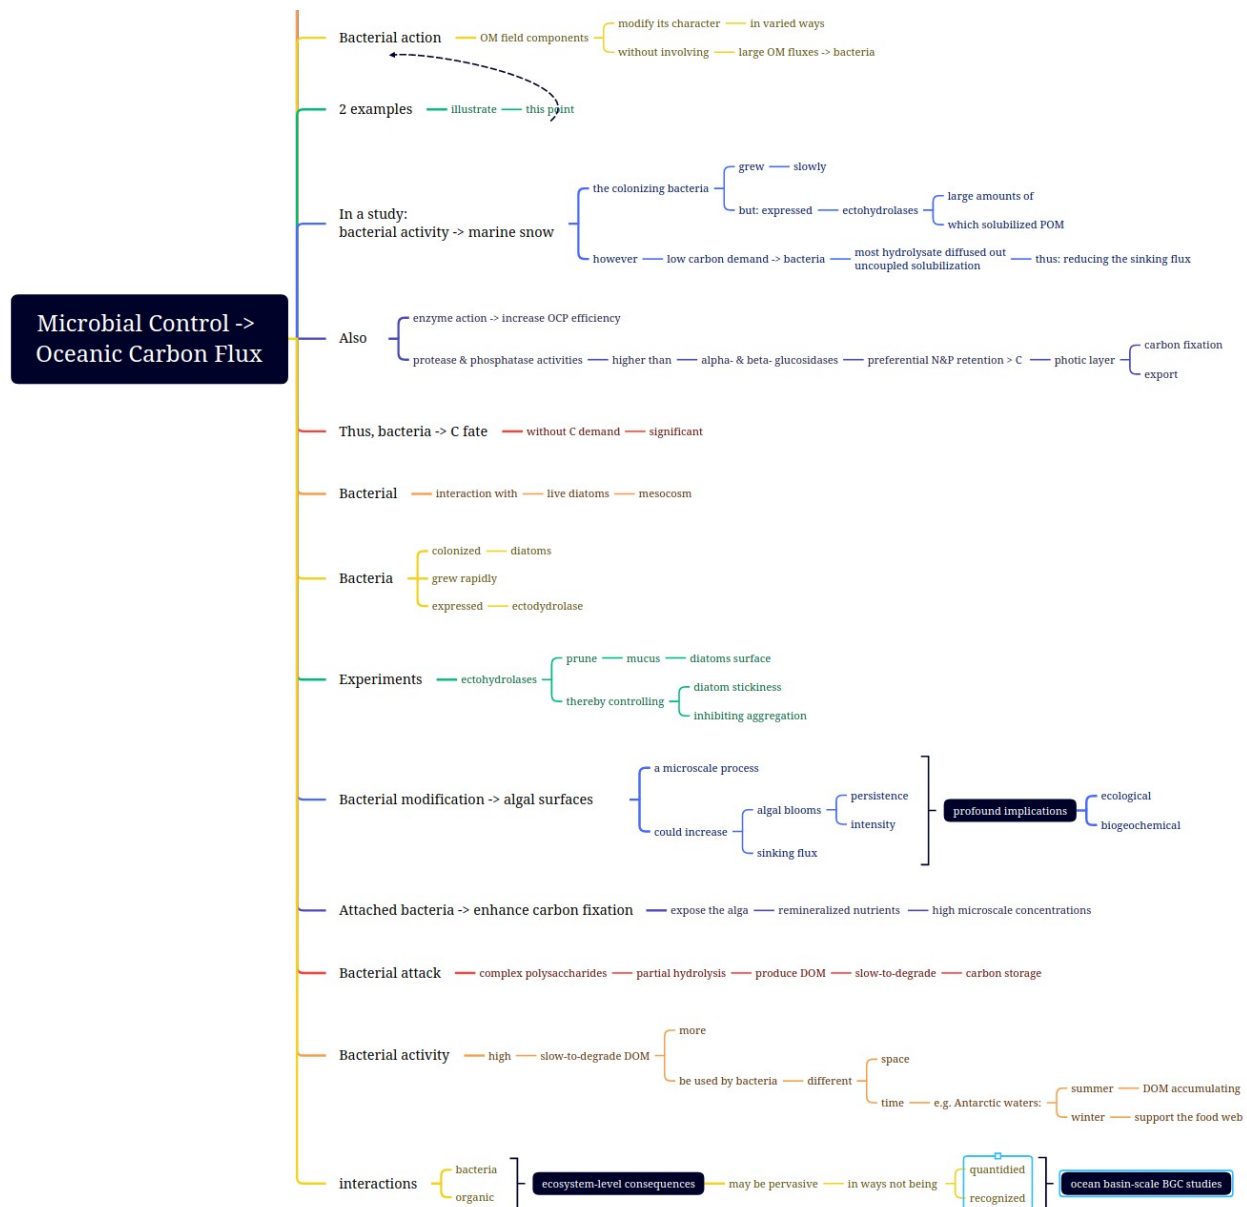 Bacterial action
OM field components
modify its character
in varied ways
without involving
large OM fluxes -> bacteria
2 examples
illustrate
this point
In a study:
bacterial activity -> marine snow
the colonizing bacteria
grew
slowly
but: expressed
ectohydrolases
large amounts of
which solubilized POM
however
low carbon demand -> bacteria
most hydrolysate diffused out
uncoupled solubilization
thus: reducing the sinking flux
Microbial Control ->
Oceanic Carbon Flux
Also
enzyme action -> increase OCP efficiency
protease & phosphatase activities
higher than
alpha- & beta- glucosidases
preferential N&P retention > C
photic layer
carbon fixation
export
Thus, bacteria -> C fate
without C demand
significant
Bacterial
interaction with
live diatoms
mesocosm
Bacteria
colonized
diatoms
grew rapidly
expressed
ectodydrolase
Experiments
ectohydrolases
prune
mucus
diatoms surface
thereby controlling
diatom stickiness
inhibiting aggregation
Bacterial modification -> algal surfaces
a microscale process
could increase
algal blooms
persistence
intensity
sinking flux
profound implications
ecological
biogeochemical
Attached bacteria -> enhance carbon fixation
expose the alga
remineralized nutrients
high microscale concentrations
Bacterial attack
complex polysaccharides
partial hydrolysis
produce DOM
slow-to-degrade
carbon storage
Bacterial activity
high
slow-to-degrade DOM
more
be used by bacteria
different
space
time
e.g. Antarctic waters:
summer
DOM accumulating
winter
support the food web
interactions
bacteria
organic
ecosystem-level consequences
may be pervasive
in ways not being
quantidied
recognized
ocean basin-scale BGC studies